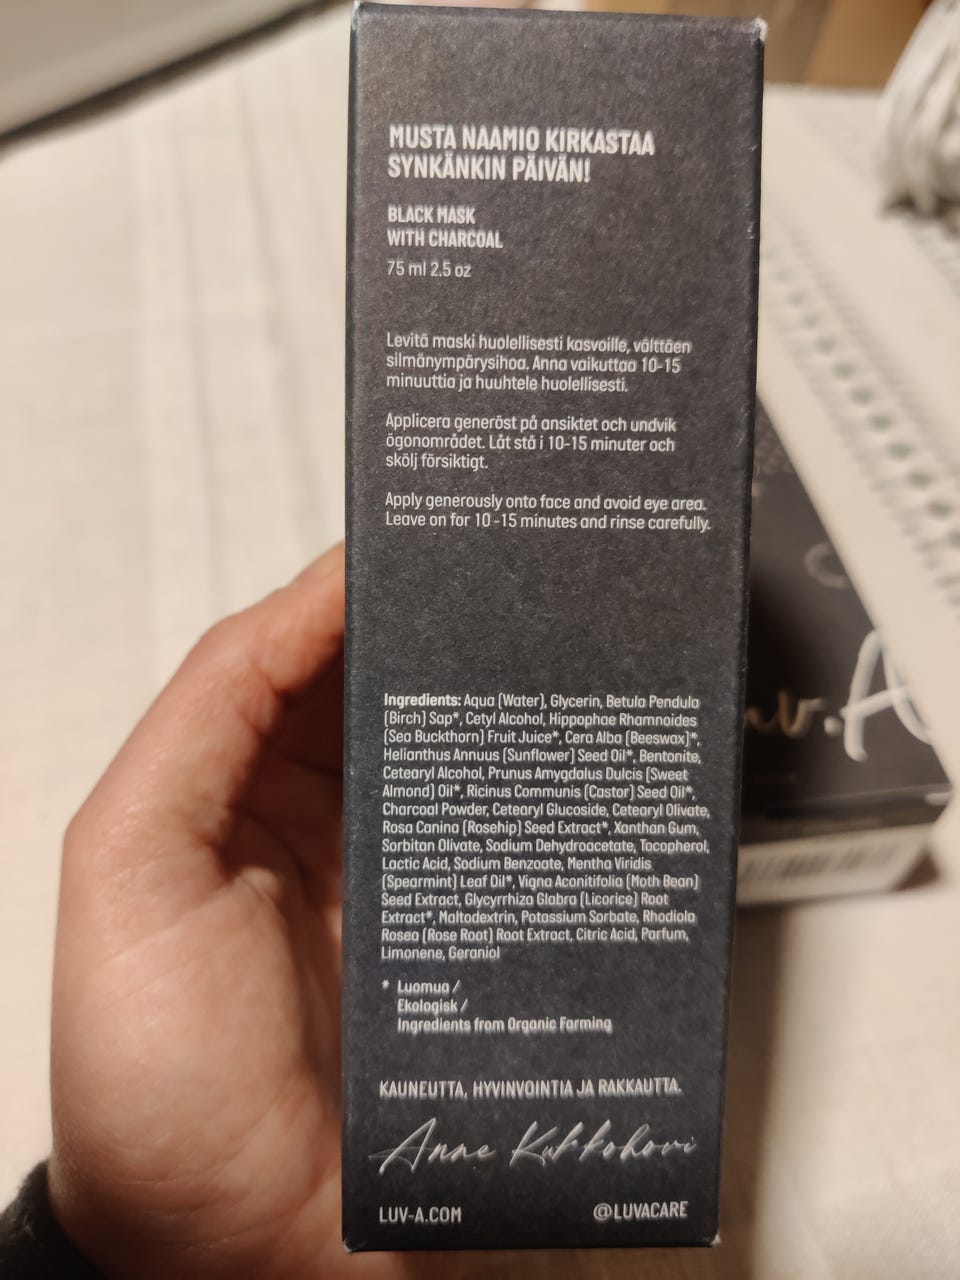 MUSTA NAAMIO KIRKASTAA
SYNKÄNKIN PÄIVÄN!
BLACK MASK
WITH CHARCOAL
75 ml 2.5 oz
Levitä maski huolellisesti kasvoille, välttäen
silmänympärysihoa. Anna vaikuttaa 10-15
minuuttia ja huuhtele huolellisesti.
Applicera generöst på ansiktet och undvik
ögonområdet. Låt stå i 10-15 minuter och
skölj försiktigt.
Apply generously onto face and avoid eye area.
Leave on for 10 -15 minutes and rinse carefully.
Ingredients: Aqua (Water), Glycerin, Betula Pendula
(Birch) Sap*, Cetyl Alcohol, Hippophae Rhamnoides
(Sea Buckthorn) Fruit Juice*, Cera Alba (Beeswax)*,
Helianthus Annuus (Sunflower) Seed Oil*, Bentonite,
Cetearyl Alcohol, Prunus Amygdalus Dulcis (Sweet
Almond) Oil*, Ricinus Communis (Castor) Seed Oil*,
Charcoal Powder, Cetearyl Glucoside, Cetearyl Olivate,
Rosa Canina (Rosehip) Seed Extract*, Xanthan Gum,
Sorbitan Olivate, Sodium Dehydroacetate, Tocopherol,
Lactic Acid, Sodium Benzoate, Mentha Viridis
(Spearmint) Leaf Oil*, Vigna Aconitifolia (Moth Bean)
Seed Extract, Glycyrrhiza Glabra (Licorice) Root
Extract*, Maltodextrin, Potassium Sorbate, Rhodiola
Rosea (Rose Root) Root Extract, Citric Acid, Parfum,
Limonene, Geraniol
* Luomua /
Ekologisk /
Ingredients from Organic Farming
KAUNEUTTA, HYVINVOINTIA JA RAKKAUTTA.
Anne Kukkohovi
LUV-A.COM
@LUVACARE